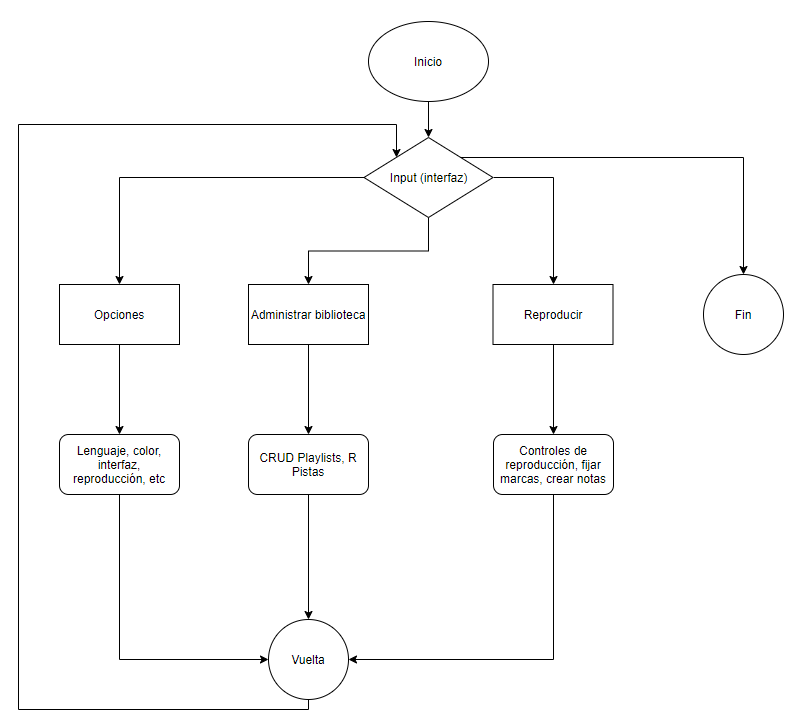 Inicio
Input (interfaz)
Opciones
Administrar biblioteca
Reproducir
Fin
Lenguaje, color,
interfaz,
reproducción, etc
CRUD Playlists, R
Pistas
Controles de
reproducción, fijar
marcas, crear notas
Vuelta